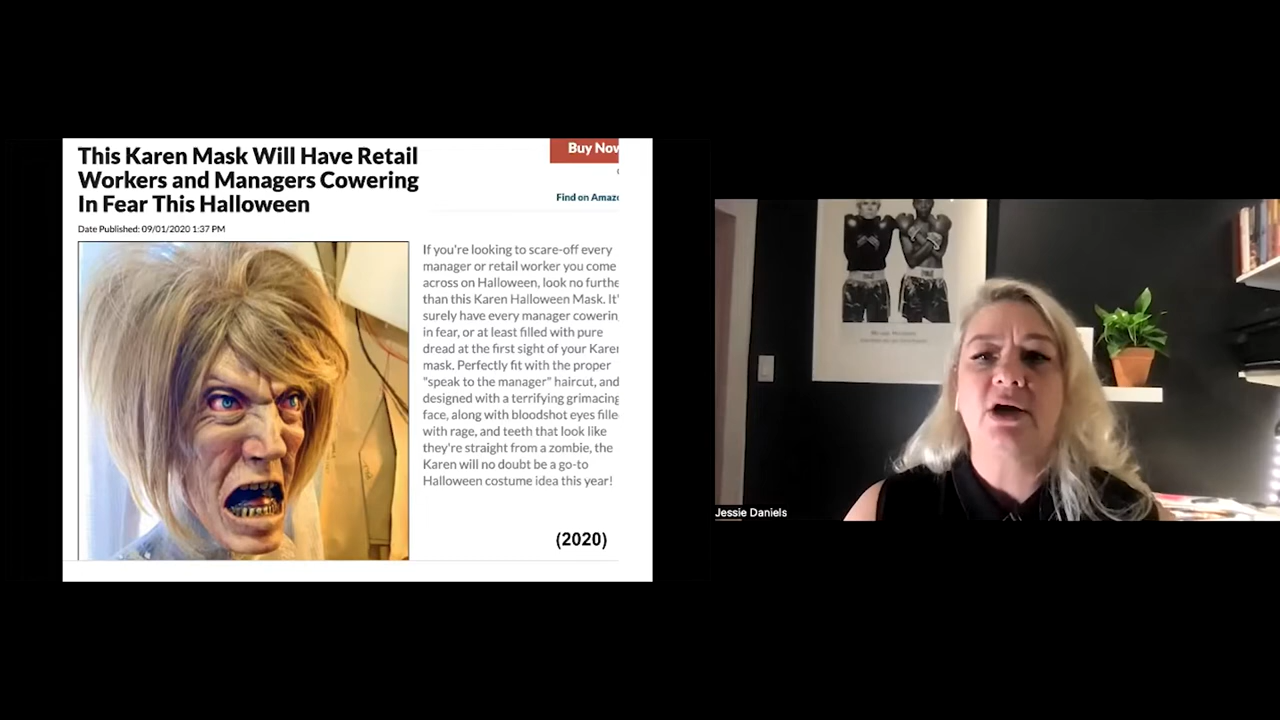 This Karen Mask Will Have Retail
Workers and Managers Cowering
In Fear This Halloween
Date Published: 09/01/2020 1:37 PM
Buy Now
Find on Amazo
If you're looking to scare-off every
manager or retail worker you come
across on Halloween, look no furthe
than this Karen Halloween Mask. It'
surely have every manager cowerin
in fear, or at least filled with pure
dread at the first sight of your Karen
mask. Perfectly fit with the proper
"speak to the manager" haircut, and
designed with a terrifying grimacing
face, along with bloodshot eyes fille
with rage, and teeth that look like
they're straight from a zombie, the
Karen will no doubt be a go-to
Halloween costume idea this year!
(2020)
Jessie Daniels